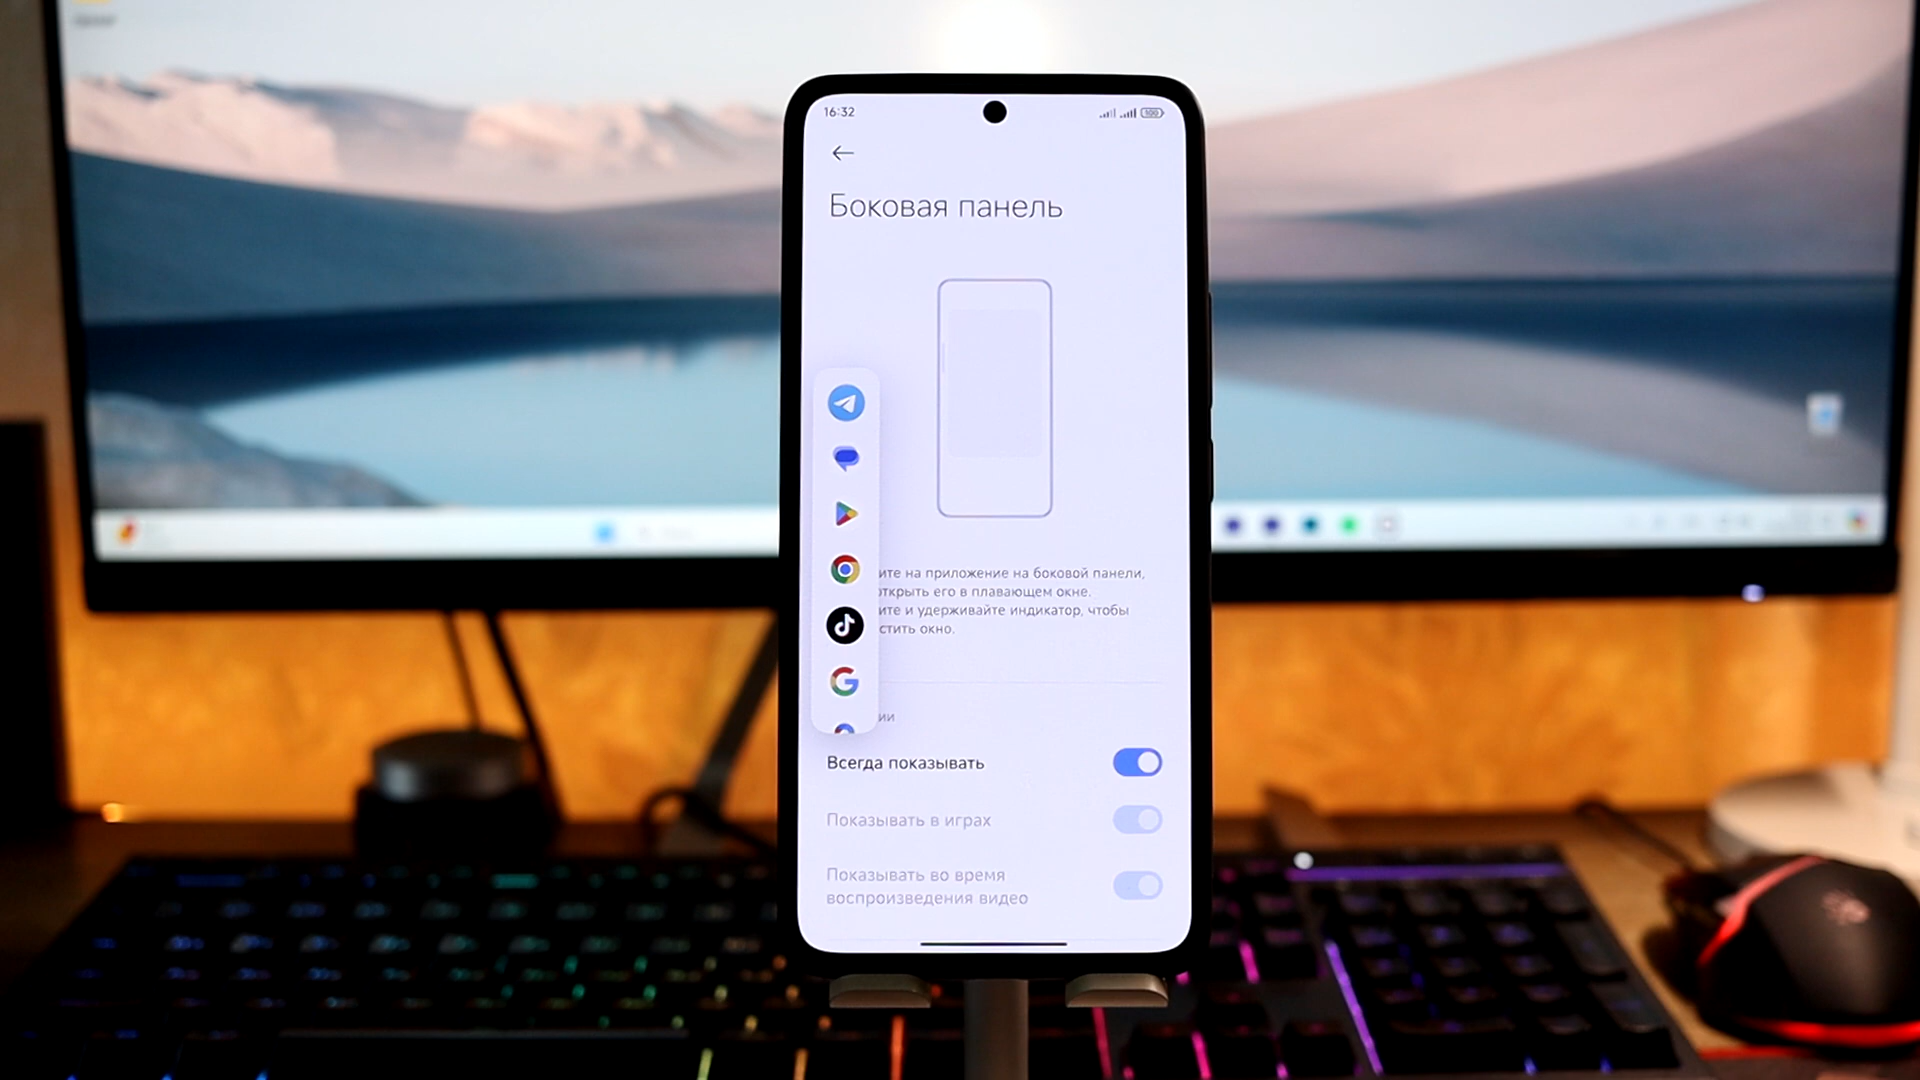 16:32
100
Боковая панель
ите на приложение на боковой панели,
открыть его в плавающем окне.
ите и удерживайте индикатор, чтобы
стить окно.
ии
Всегда показывать
Показывать в играх
Показывать во время
воспроизведения видео